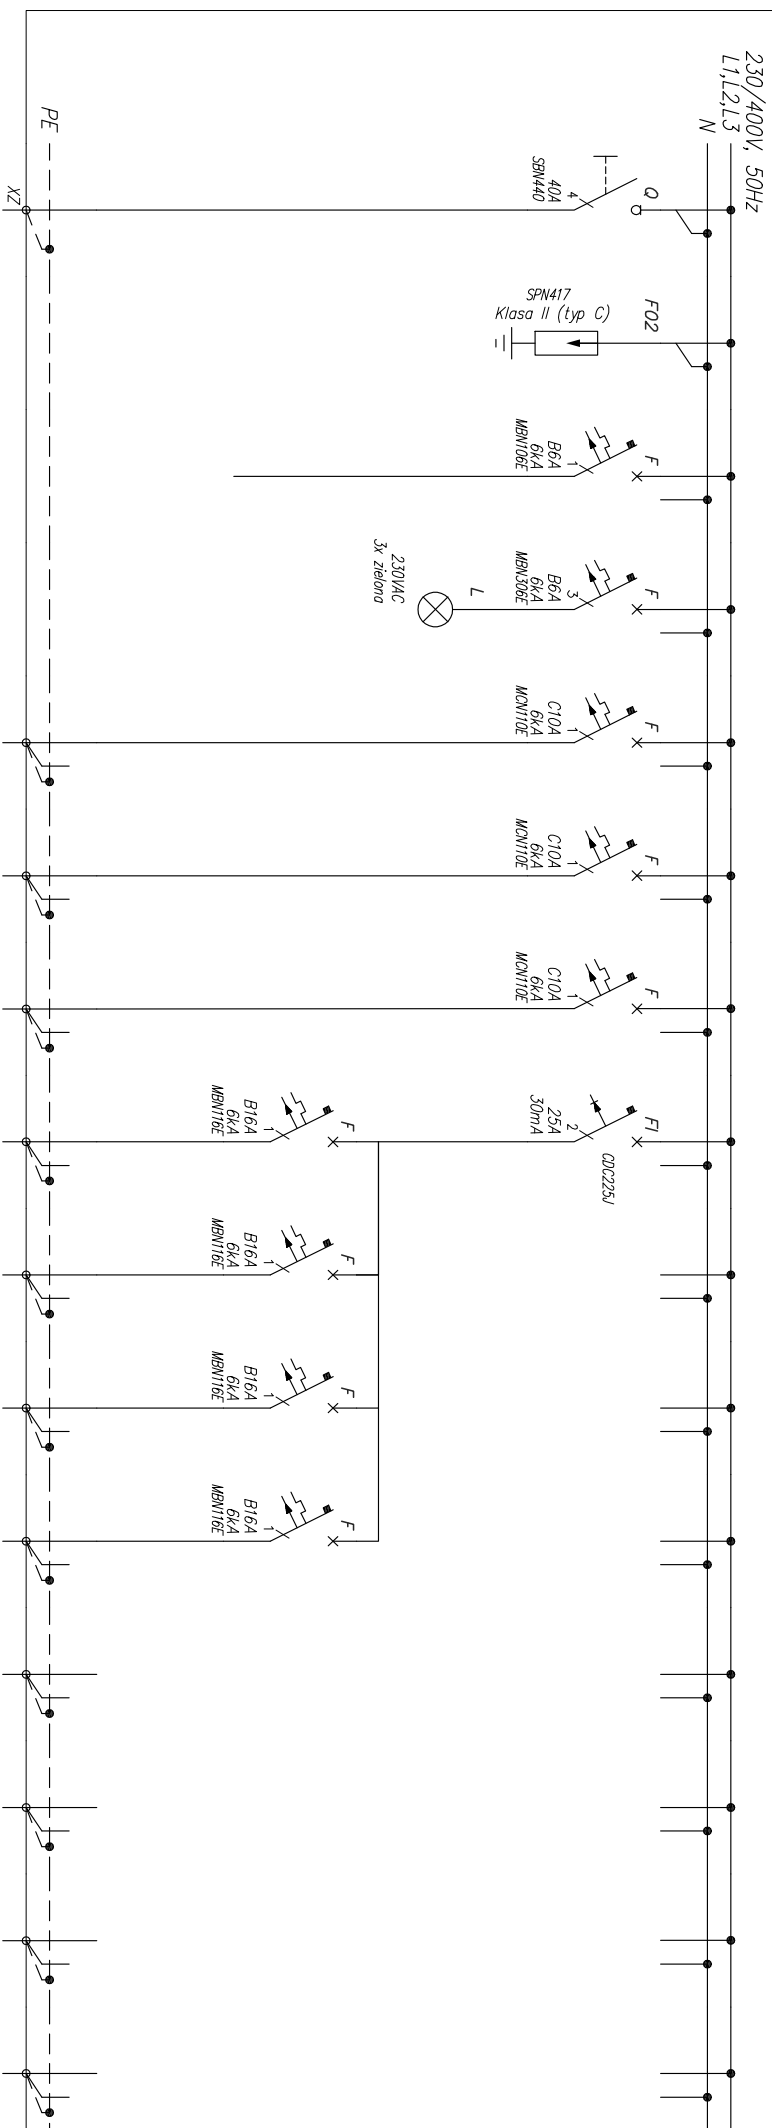 230/400V, 50Hz
L1,L2,L3
N
PE
XZ
Q
4
40A
SBN440
F02
SPN417
Klasa II (typ C)
F
1
B6A
6kA
MBN106E
F
3
B6A
6kA
MBN306E
L
230VAC
3x zielona
F
1
C10A
6kA
MCN110E
F
1
C10A
6kA
MCN110E
F
1
C10A
6kA
MCN110E
FI
2
25A
30mA
CDC225J
F
1
B16A
6kA
MBN116E
F
1
B16A
6kA
MBN116E
F
1
B16A
6kA
MBN116E
F
1
B16A
6kA
MBN116E